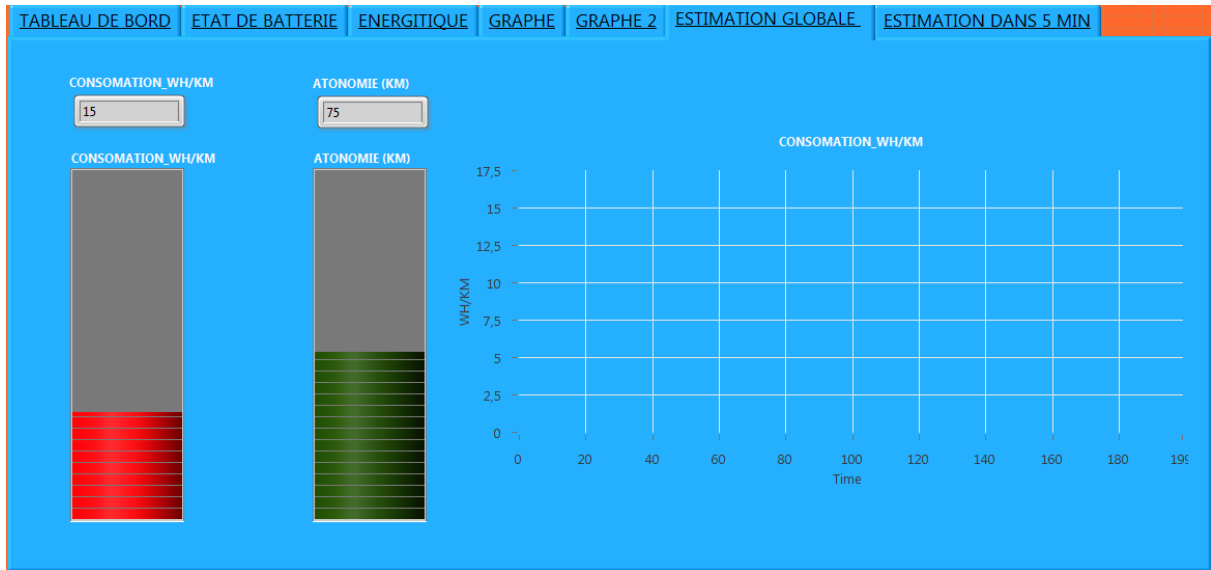 TABLEAU DE BORD ETAT DE BATTERIE ENERGITIQUE GRAPHE GRAPHE 2 ESTIMATION GLOBALE ESTIMATION DANS 5 MIN
CONSOMATION_WH/KM ATONOMIE (KM)
15 75
CONSOMATION_WH/KM ATONOMIE (KM)
CONSOMATION_WH/KM
17,5
15
12,5
10
7,5
5
2,5
0
WH/KM
0 20 40 60 80 100 120 140 160 180 199
Time